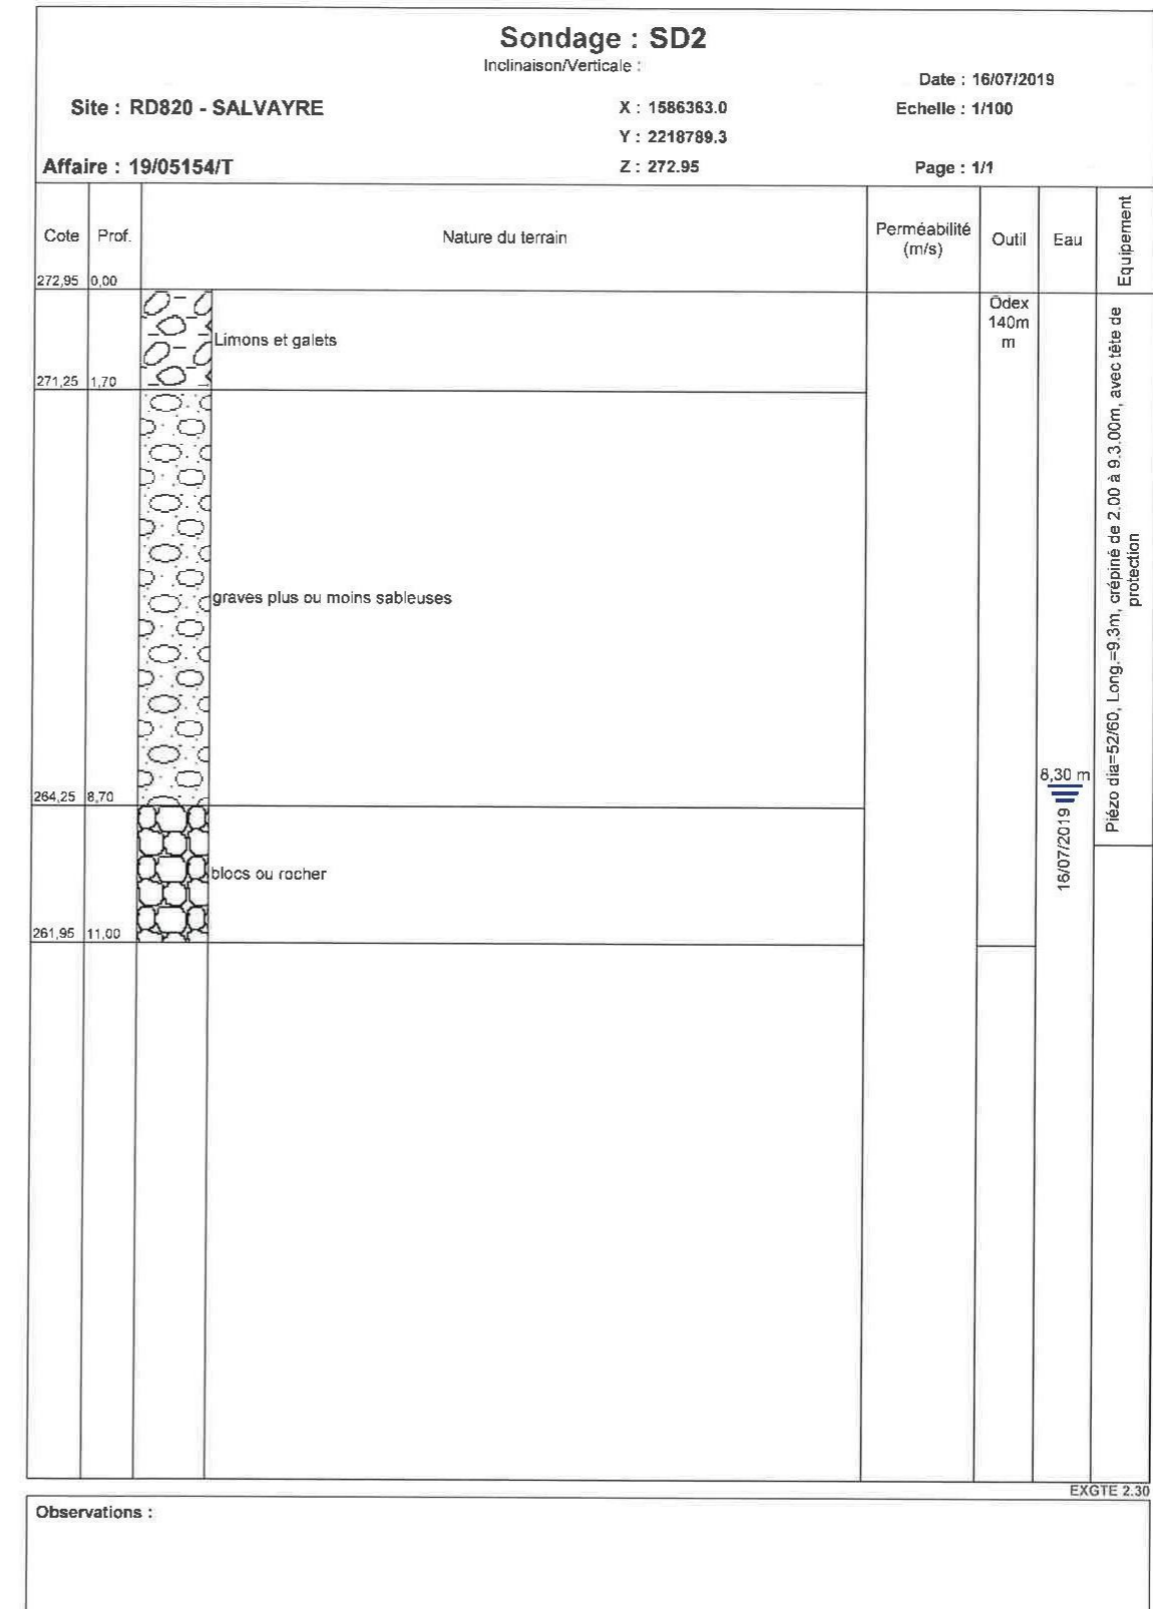 Sondage : SD2
Inclinaison/Verticale :
Date : 16/07/2019
Site : RD820 - SALVAYRE
X : 1586363.0
Echelle : 1/100
Y : 2218789.3
Affaire : 19/05154/T
Z : 272.95
Page : 1/1
Cote
Prof.
Nature du terrain
Perméabilité
(m/s)
Outil
Eau
Equipement
272,95
0,00
Odex
140m
m
Limons et galets
271,25
1,70
graves plus ou moins sableuses
Piézo dia=52/60, Long.=9.3m, crépiné de 2.00 à 9.3.00m, avec tête de
protection
8,30 m
16/07/2019
264,25
8,70
blocs ou rocher
261,95
11,00
EXGTE 2.30
Observations :